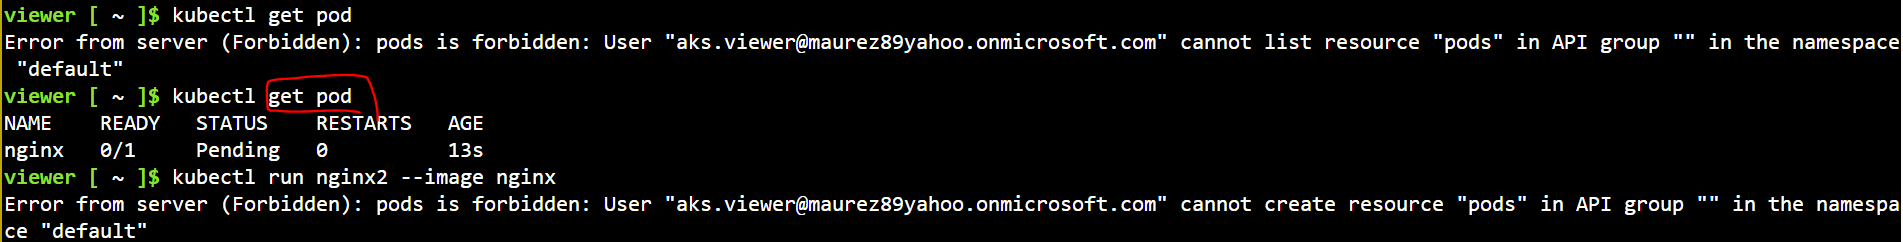 viewer [ ~ ]$ kubectl get pod
Error from server (Forbidden): pods is forbidden: User "aks.viewer@maurez89yahoo.onmicrosoft.com" cannot list resource "pods" in API group "" in the namespace
 "default"
viewer [ ~ ]$ kubectl get pod
NAME    READY   STATUS    RESTARTS   AGE
nginx   0/1     Pending   0          13s
viewer [ ~ ]$ kubectl run nginx2 --image nginx
Error from server (Forbidden): pods is forbidden: User "aks.viewer@maurez89yahoo.onmicrosoft.com" cannot create resource "pods" in API group "" in the namespa
ce "default"